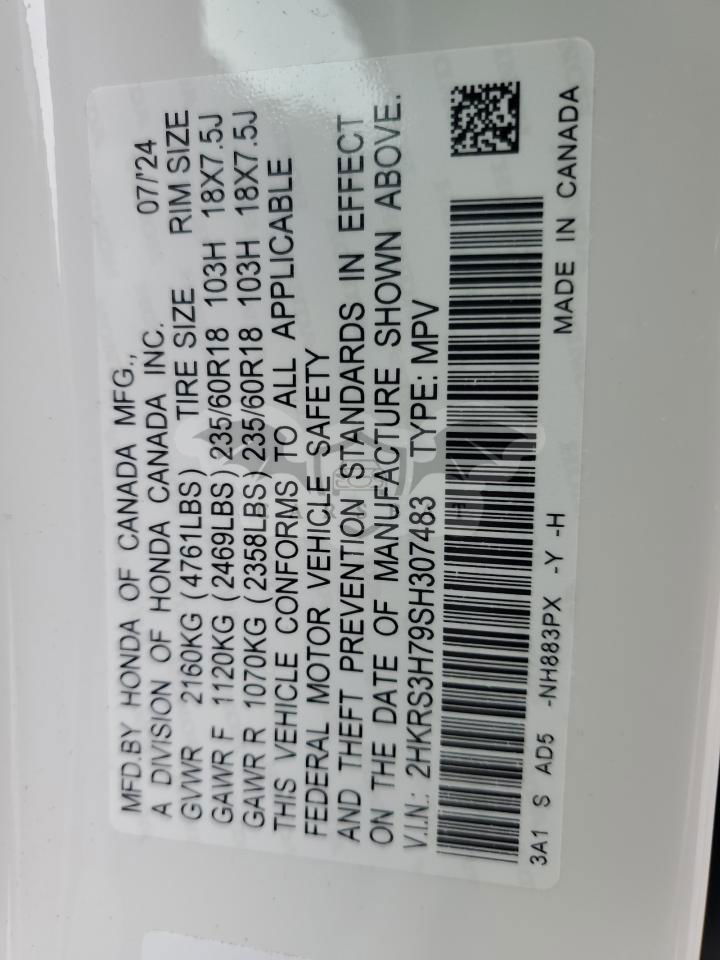 MFD.BY HONDA OF CANADA MFG.,
A DIVISION OF HONDA CANADA INC. 07/'24
GVWR 2160KG (4761LBS) TIRE SIZE RIM SIZE
GAWR F 1120KG (2469LBS) 235/60R18 103H 18X7.5J
GAWR R 1070KG (2358LBS) 235/60R18 103H 18X7.5J
THIS VEHICLE CONFORMS TO ALL APPLICABLE
FEDERAL MOTOR VEHICLE SAFETY
AND THEFT PREVENTION STANDARDS IN EFFECT
ON THE DATE OF MANUFACTURE SHOWN ABOVE.
V.I.N.: 2HKRS3H79SH307483 TYPE: MPV
3A1 S AD5 -NH883PX -Y -H
MADE IN CANADA